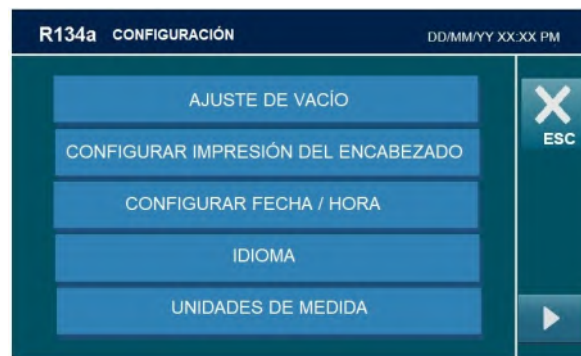 R134a CONFIGURACIÓN DD/MM/YY XX:XX PM
AJUSTE DE VACÍO
ESC
CONFIGURAR IMPRESIÓN DEL ENCABEZADO
CONFIGURAR FECHA / HORA
IDIOMA
UNIDADES DE MEDIDA